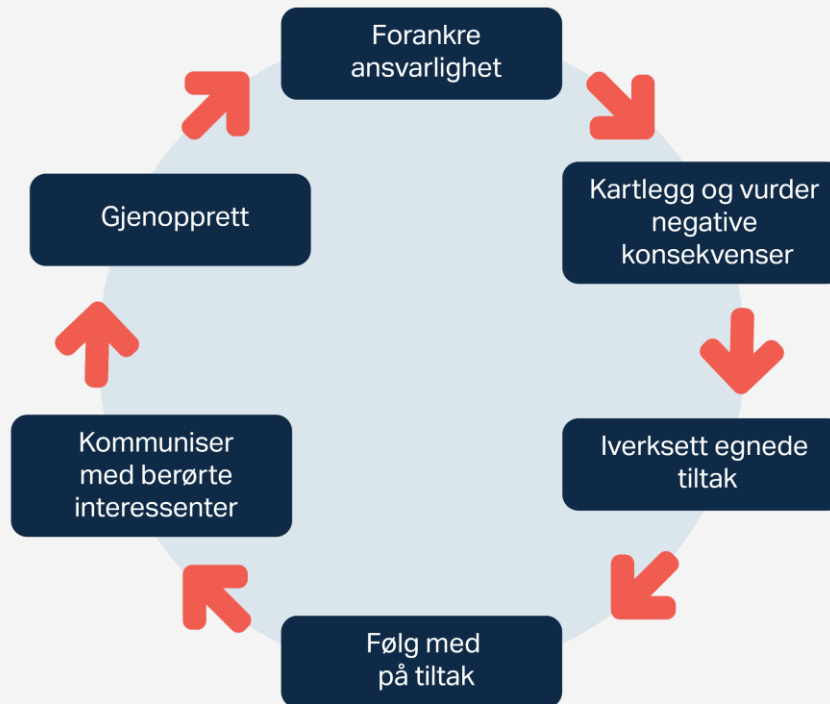 Forankre
ansvarlighet
Kartlegg og vurder
negative
konsekvenser
Iverksett egnede
tiltak
Følg med
på tiltak
Kommuniser
med berørte
interessenter
Gjenopprett